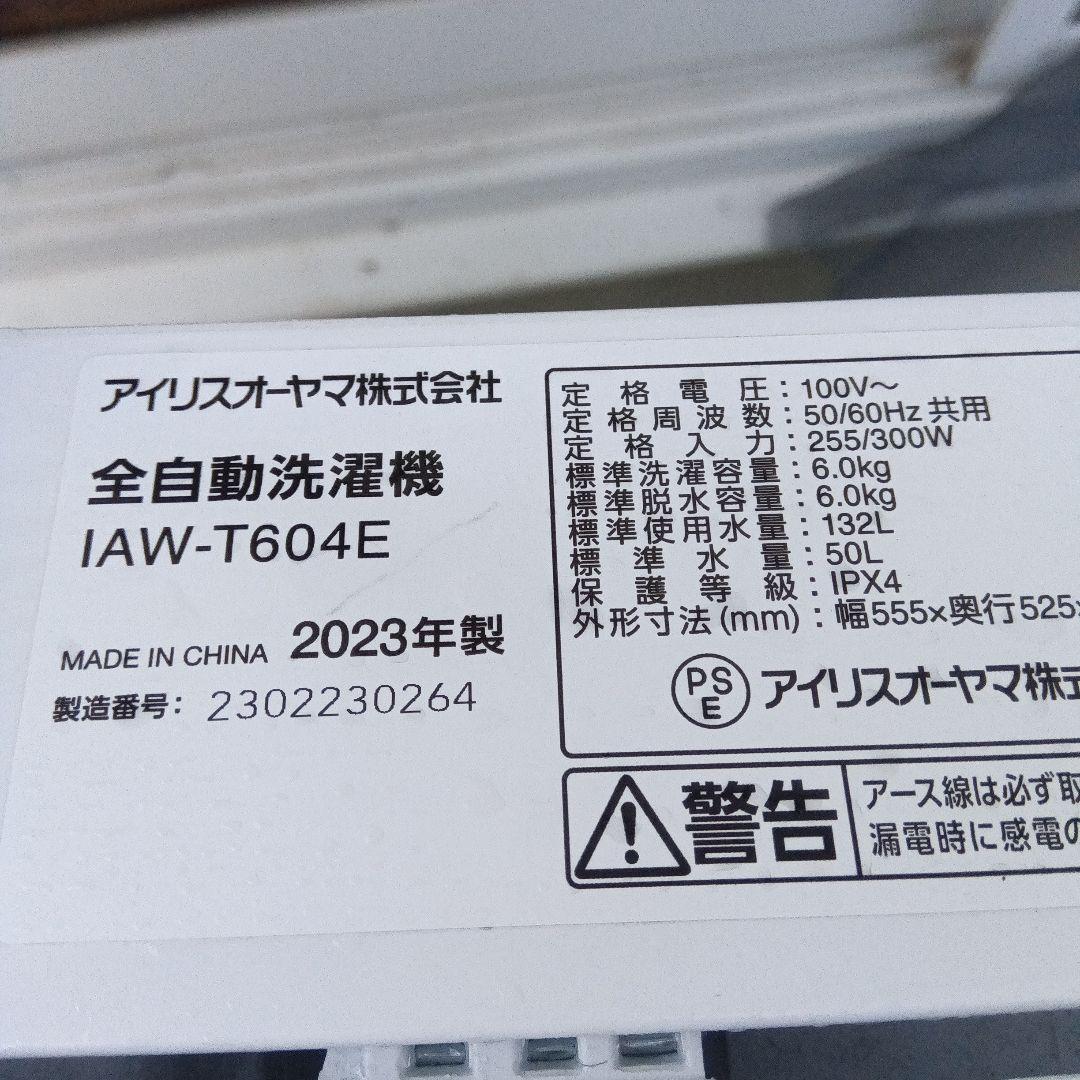 アイリスオーヤマ株式会社
全自動洗濯機
IAW-T604E
MADE IN CHINA 2023年製
製造番号: 2302230264
定格電圧:100V～
定格周波数:50/60Hz 共用
定格入力:255/300W
標準洗濯容量:6.0kg
標準脱水容量:6.0kg
標準使用水量:132L
標準水量:50L
保護等級:IPX4
外形寸法(mm):幅555×奥行525×
PSE アイリスオーヤマ株式
警告
アース線は必ず取
漏電時に感電の